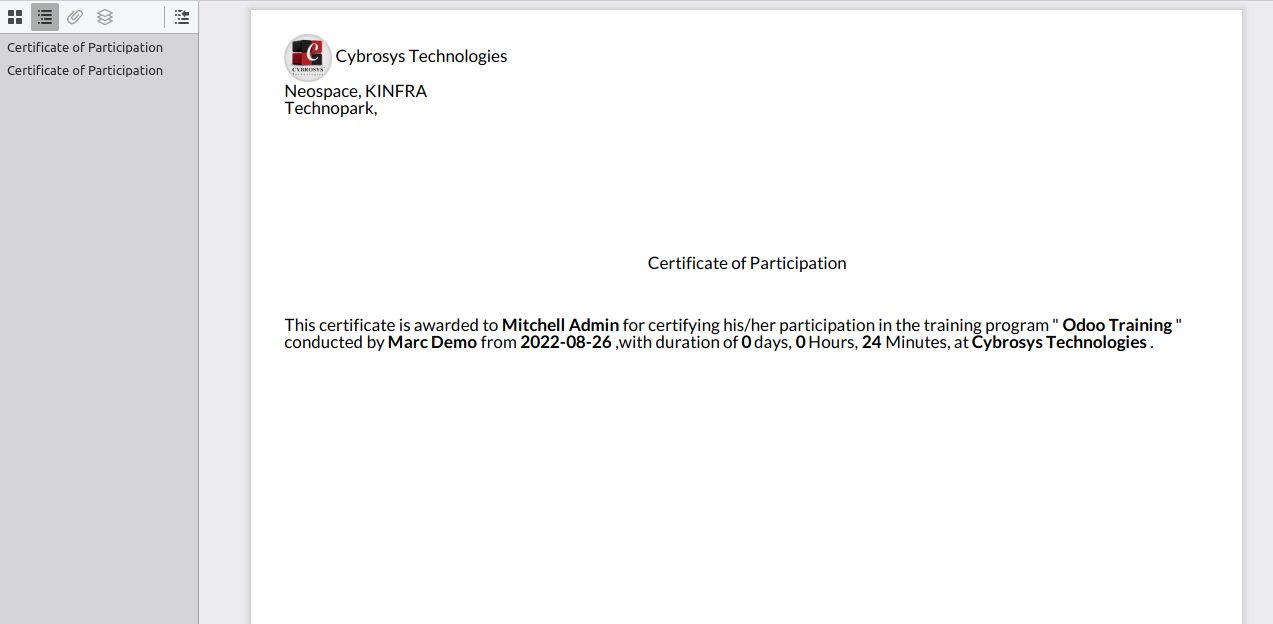 Certificate of Participation
Certificate of Participation
CYBROSYS
Cybrosys Technologies
Neospace, KINFRA
Technopark,
Certificate of Participation
This certificate is awarded to Mitchell Admin for certifying his/her participation in the training program " Odoo Training "
conducted by Marc Demo from 2022-08-26 ,with duration of 0 days, 0 Hours, 24 Minutes, at Cybrosys Technologies .